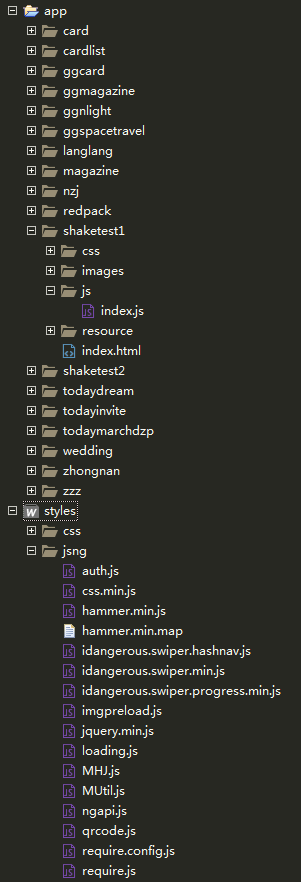 app
card
cardlist
ggcard
ggmagazine
ggnlight
ggspacetravel
langlang
magazine
nzj
redpack
shaketest1
css
images
js
index.js
resource
index.html
shaketest2
todaydream
todayinvite
todaymarchdzp
wedding
zhongnan
zzz
styles
css
jsng
auth.js
css.min.js
hammer.min.js
hammer.min.map
idangerous.swiper.hashnav.js
idangerous.swiper.min.js
idangerous.swiper.progress.min.js
imgpreload.js
jquery.min.js
loading.js
MHJ.js
MUtil.js
ngapi.js
qrcode.js
require.config.js
require.js